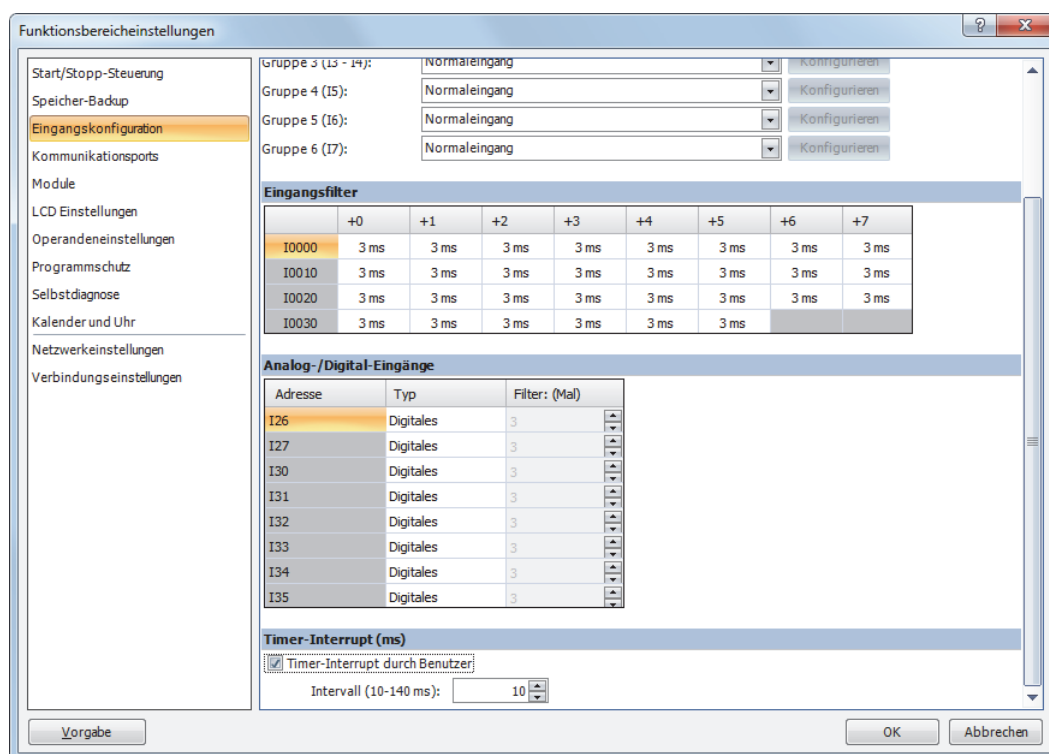 Funktionsbereicheinstellungen
Start/Stopp-Steuerung
Speicher-Backup
Eingangskonfiguration
Kommunikationsports
Module
LCD Einstellungen
Operandeneinstellungen
Programmschutz
Selbstdiagnose
Kalender und Uhr
Netzwerkeinstellungen
Verbindungseinstellungen
Gruppe 3 (I3 - I4): Normaleingang Konfigurieren
Gruppe 4 (I5): Normaleingang Konfigurieren
Gruppe 5 (I6): Normaleingang Konfigurieren
Gruppe 6 (I7): Normaleingang Konfigurieren
Eingangsfilter
+0 +1 +2 +3 +4 +5 +6 +7
I0000 3 ms 3 ms 3 ms 3 ms 3 ms 3 ms 3 ms 3 ms
I0010 3 ms 3 ms 3 ms 3 ms 3 ms 3 ms 3 ms 3 ms
I0020 3 ms 3 ms 3 ms 3 ms 3 ms 3 ms 3 ms 3 ms
I0030 3 ms 3 ms 3 ms 3 ms 3 ms 3 ms
Analog-/Digital-Eingänge
Adresse Typ Filter: (Mal)
I26 Digitales 3
I27 Digitales 3
I30 Digitales 3
I31 Digitales 3
I32 Digitales 3
I33 Digitales 3
I34 Digitales 3
I35 Digitales 3
Timer-Interrupt (ms)
Timer-Interrupt durch Benutzer
Intervall (10-140 ms): 10
Vorgabe OK Abbrechen